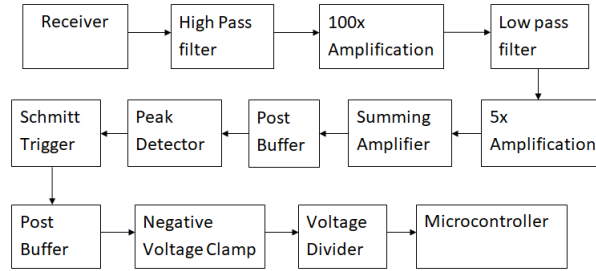 Receiver
High Pass
filter
100x
Amplification
Low pass
filter
Schmitt
Trigger
Peak
Detector
Post
Buffer
Summing
Amplifier
5x
Amplification
Post
Buffer
Negative
Voltage Clamp
Voltage
Divider
Microcontroller